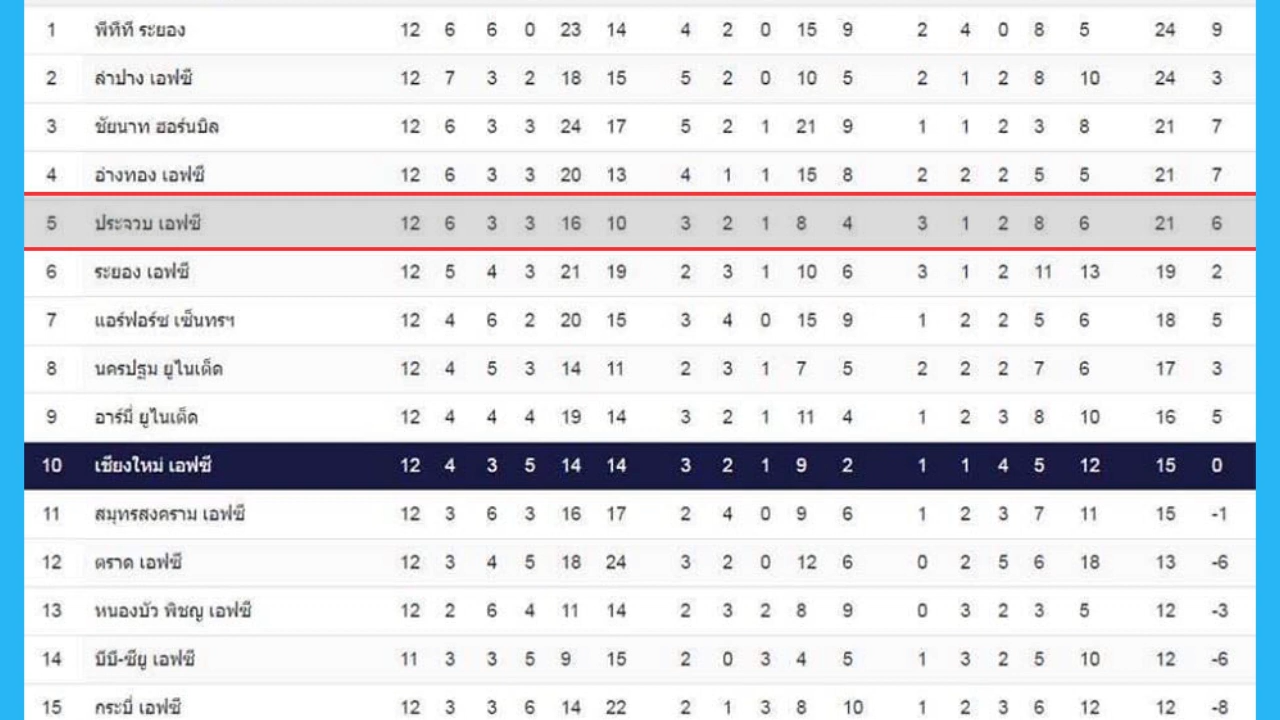 1 พีทีที ระยอง 12 6 6 0 23 14 4 2 0 15 9 2 4 0 8 5 24 9
2 ลำปาง เอฟซี 12 7 3 2 18 15 5 2 0 10 5 2 1 2 8 10 24 3
3 ชัยนาท ฮอร์นบิล 12 6 3 3 24 17 5 2 1 21 9 1 1 2 3 8 21 7
4 อ่างทอง เอฟซี 12 6 3 3 20 13 4 1 1 15 8 2 2 2 5 5 21 7
5 ประจวบ เอฟซี 12 6 3 3 16 10 3 2 1 8 4 3 1 2 8 6 21 6
6 ระยอง เอฟซี 12 5 4 3 21 19 2 3 1 10 6 3 1 2 11 13 19 2
7 แอร์ฟอร์ซ เซ็นทรฯ 12 4 6 2 20 15 3 4 0 15 9 1 2 2 5 6 18 5
8 นครปฐม ยูไนเต็ด 12 4 5 3 14 11 2 3 1 7 5 2 2 2 7 6 17 3
9 อาร์มี่ ยูไนเต็ด 12 4 4 4 19 14 3 2 1 11 4 1 2 3 8 10 16 5
10 เชียงใหม่ เอฟซี 12 4 3 5 14 14 3 2 1 9 2 1 1 4 5 12 15 0
11 สมุทรสงคราม เอฟซี 12 3 6 3 16 17 2 4 0 9 6 1 2 3 7 11 15 -1
12 ตราด เอฟซี 12 3 4 5 18 24 3 2 0 12 6 0 2 5 6 18 13 -6
13 หนองบัว พิชญ เอฟซี 12 2 6 4 11 14 2 3 2 8 9 0 3 2 3 5 12 -3
14 บีบี-ซียู เอฟซี 11 3 3 5 9 15 2 0 3 4 5 1 3 2 5 10 12 -6
15 กระบี่ เอฟซี 12 3 3 6 14 22 2 1 3 8 10 1 2 3 6 12 12 -8